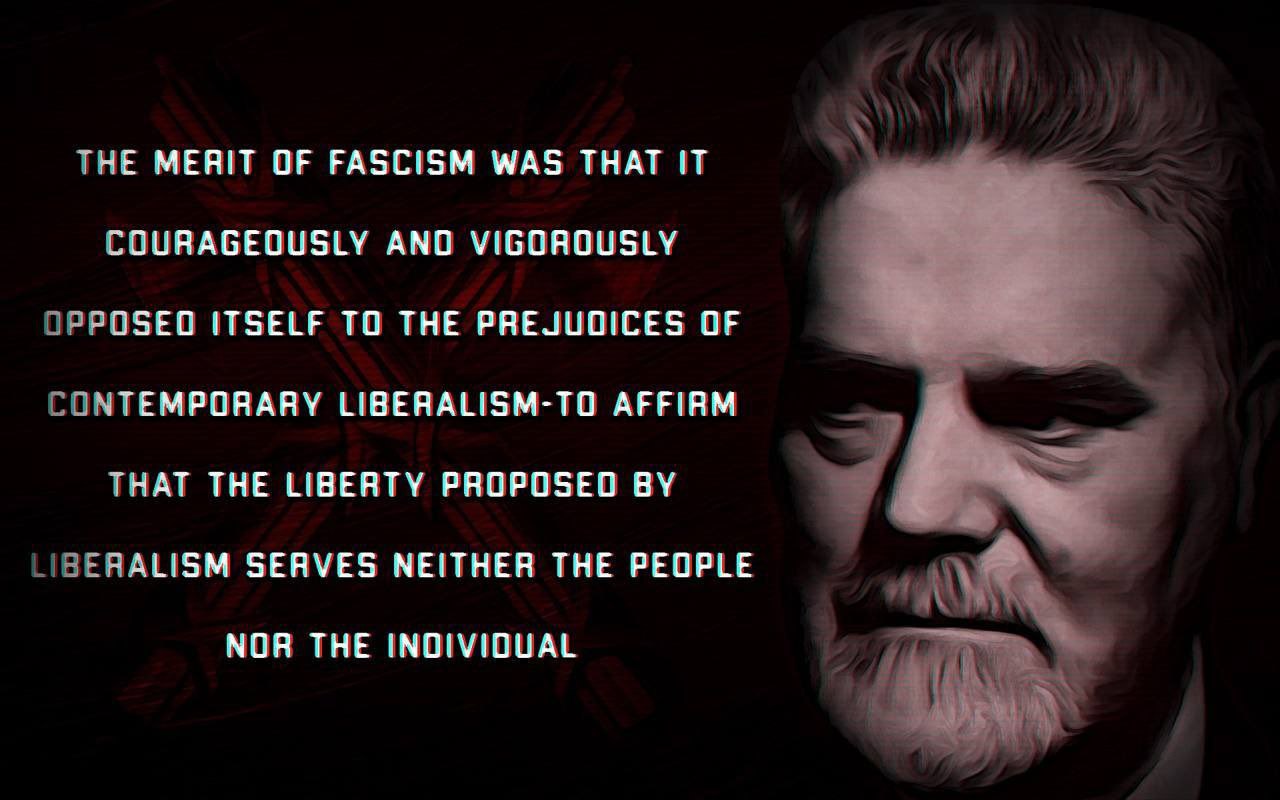 THE MERIT OF FASCISM WAS THAT IT
COURAGEOUSLY AND VIGOROUSLY
OPPOSED ITSELF TO THE PREJUDICES OF
CONTEMPORARY LIBERALISM-TO AFFIRM
THAT THE LIBERTY PROPOSED BY
LIBERALISM SERVES NEITHER THE PEOPLE
NOR THE INDIVIDUAL